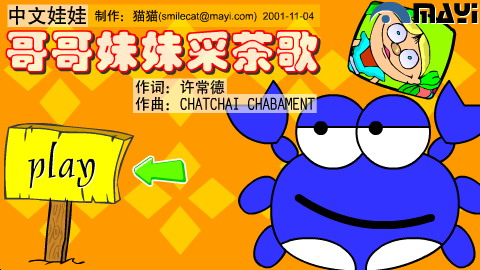 中文娃娃 制作：猫猫(smilecat@mayi.com) 2001-11-04
MAYi
哥哥妹妹采茶歌
作词：许常德
作曲：CHATCHAI CHABAMENT
play